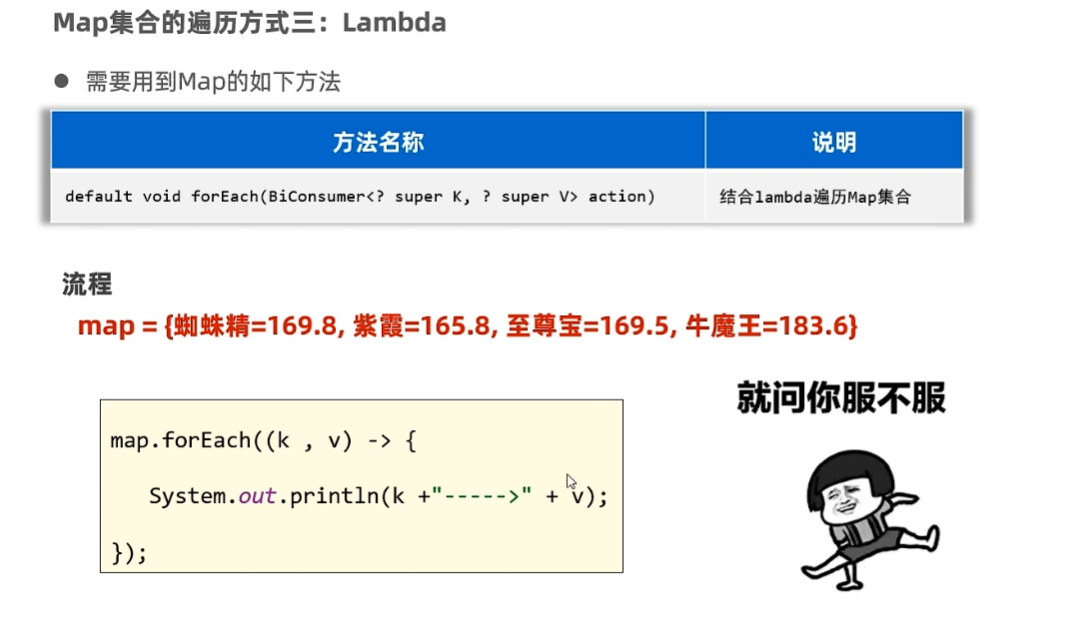 Map集合的遍历方式三：Lambda
● 需要用到Map的如下方法
方法名称 说明
default void forEach(BiConsumer<? super K, ? super V> action) 结合lambda遍历Map集合
流程
map = {蜘蛛精=169.8, 紫霞=165.8, 至尊宝=169.5, 牛魔王=183.6}
就问你服不服
map.forEach((k , v) -> {
System.out.println(k +"----->" + v);
});